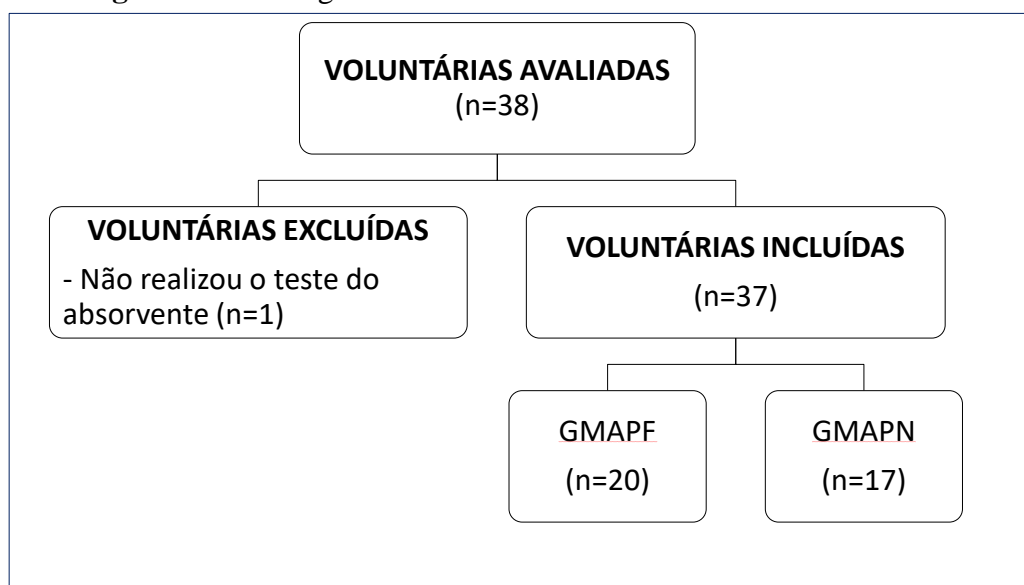 VOLUNTÁRIAS AVALIADAS
(n=38)
VOLUNTÁRIAS EXCLUÍDAS
- Não realizou o teste do
absorvente (n=1)
VOLUNTÁRIAS INCLUÍDAS
(n=37)
GMAPF
(n=20)
GMAPN
(n=17)